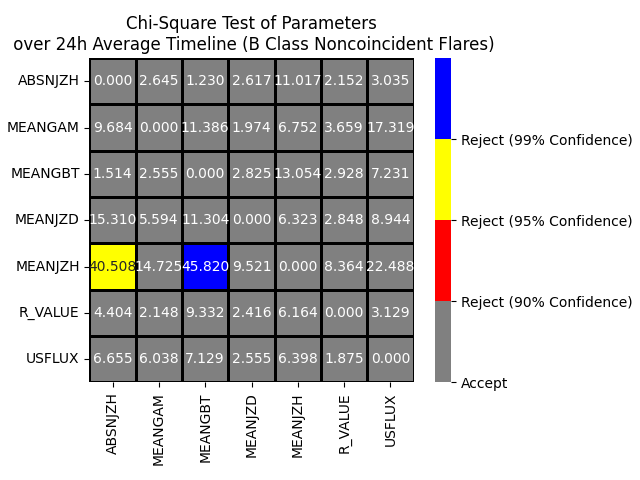 Chi-Square Test of Parameters
over 24h Average Timeline (B Class Noncoincident Flares)
ABSNJZH 0.000 2.645 1.230 2.617 11.017 2.152 3.035
MEANGAM 9.684 0.000 11.386 1.974 6.752 3.659 17.319
MEANGBT 1.514 2.555 0.000 2.825 13.054 2.928 7.231
MEANJZD 15.310 5.594 11.304 0.000 6.323 2.848 8.944
MEANJZH 40.508 14.725 45.820 9.521 0.000 8.364 22.488
R_VALUE 4.404 2.148 9.332 2.416 6.164 0.000 3.129
USFLUX 6.655 6.038 7.129 2.555 6.398 1.875 0.000
ABSNJZH MEANGAM MEANGBT MEANJZD MEANJZH R_VALUE USFLUX
Reject (99% Confidence)
Reject (95% Confidence)
Reject (90% Confidence)
Accept